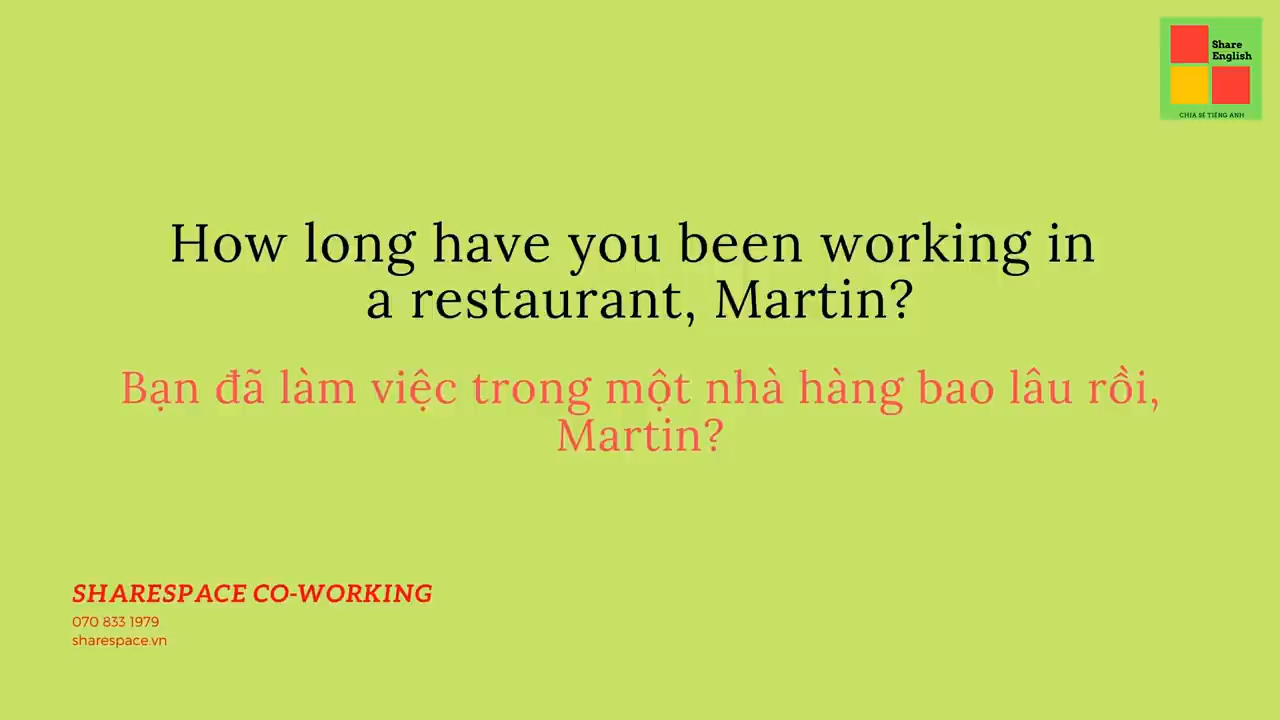 Share
English
CHIA SẺ TIẾNG ANH
How long have you been working in
a restaurant, Martin?
Bạn đã làm việc trong một nhà hàng bao lâu rồi,
Martin?
SHARESPACE CO-WORKING
070 833 1979
sharespace.vn